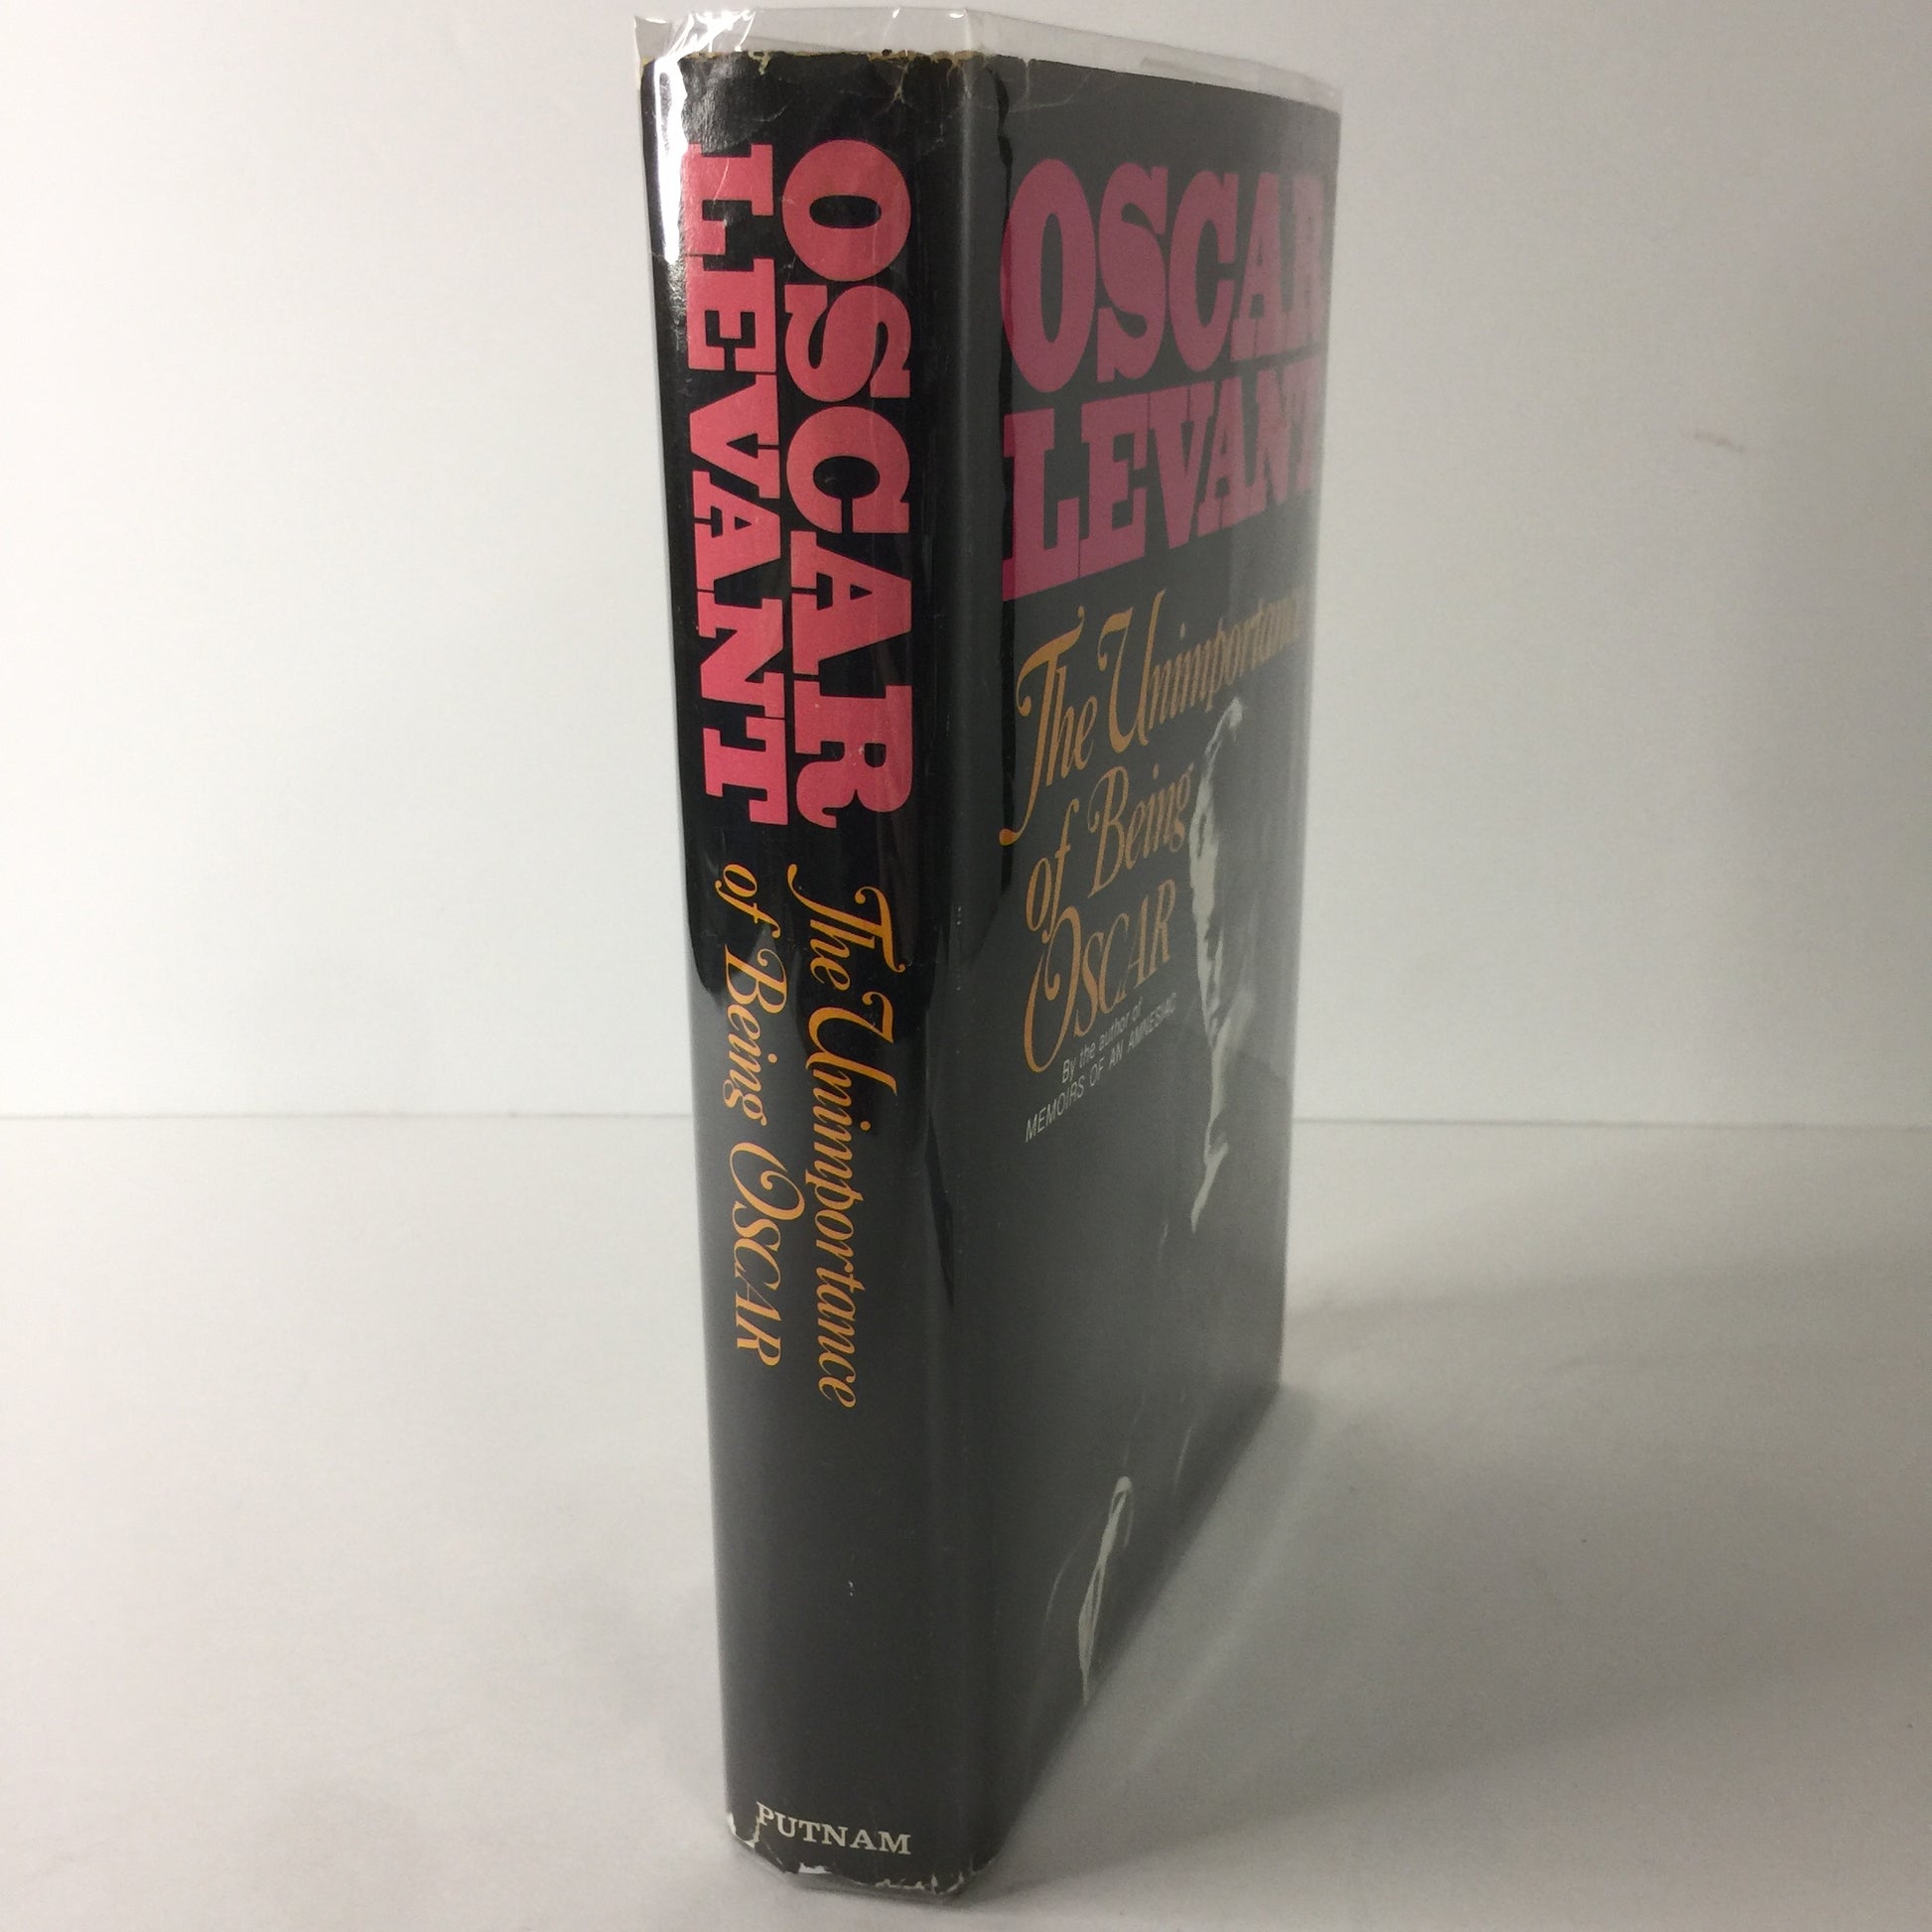 OSCAR
LEVANT
The Unimportance
of Being OSCAR
PUTNAM
OSCAR
LEVANT
The Unimportance
of Being
OSCAR
By the author of
MEMOIRS OF AN AMNESIAC